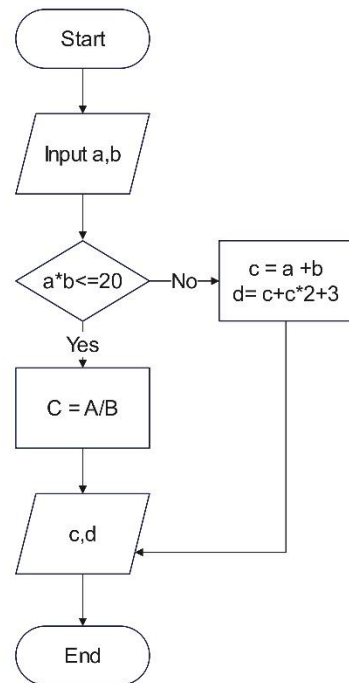 Start
Input a,b
a*b<=20
No
c = a +b
d= c+c*2+3
Yes
C = A/B
c,d
End